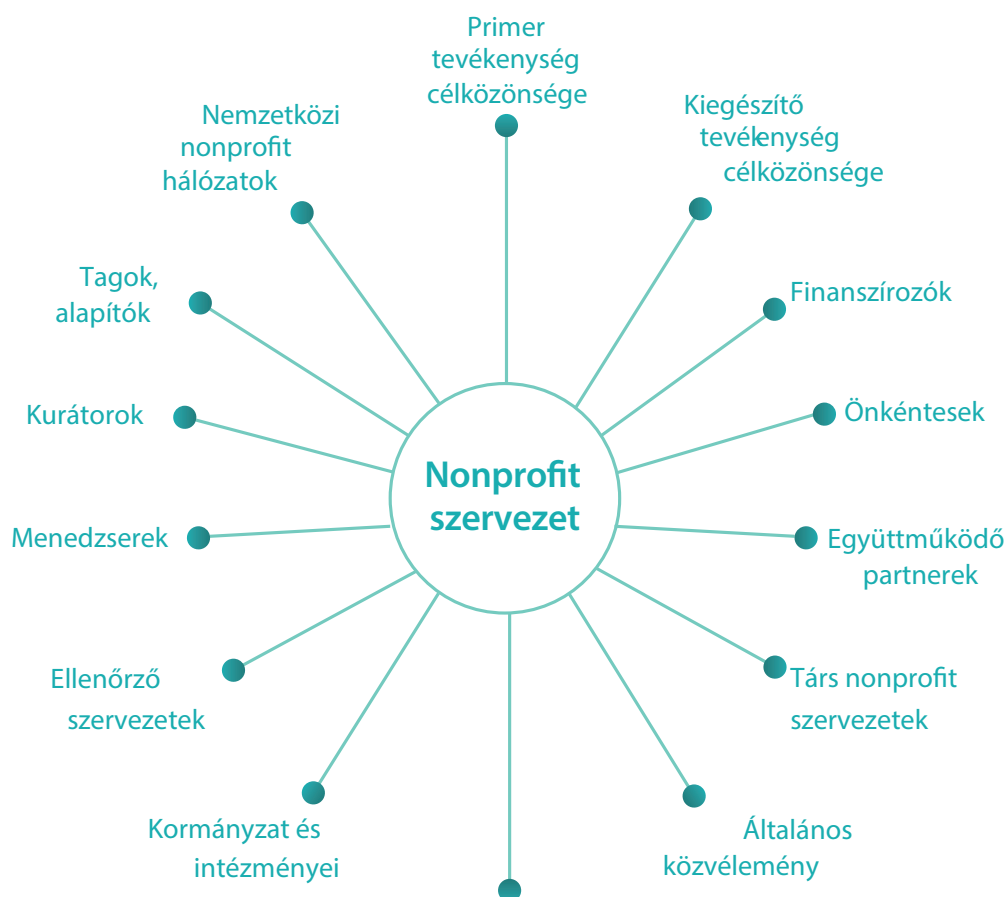 Primer
tevékenység
célközönsége
Kiegészítő
tevékenység
célközönsége
Finanszírozók
Önkéntesek
Együttműködő
partnerek
Társ nonprofit
szervezetek
Általános
közvélemény
Kormányzat és
intézményei
Ellenőrző
szervezetek
Menedzserek
Kurátorok
Tagok,
alapítók
Nemzetközi
nonprofit
hálózatok
Nonprofit
szervezet